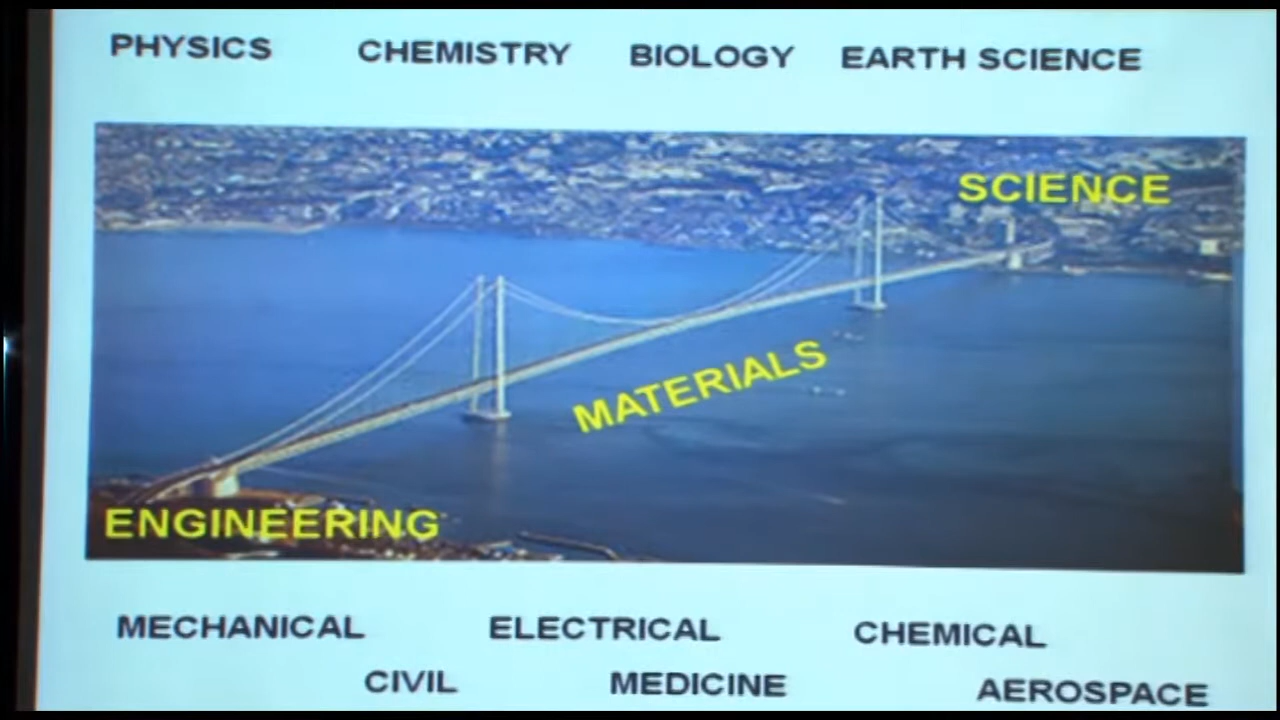 PHYSICS CHEMISTRY BIOLOGY EARTH SCIENCE
SCIENCE
MATERIALS
ENGINEERING
MECHANICAL ELECTRICAL CHEMICAL
CIVIL MEDICINE AEROSPACE